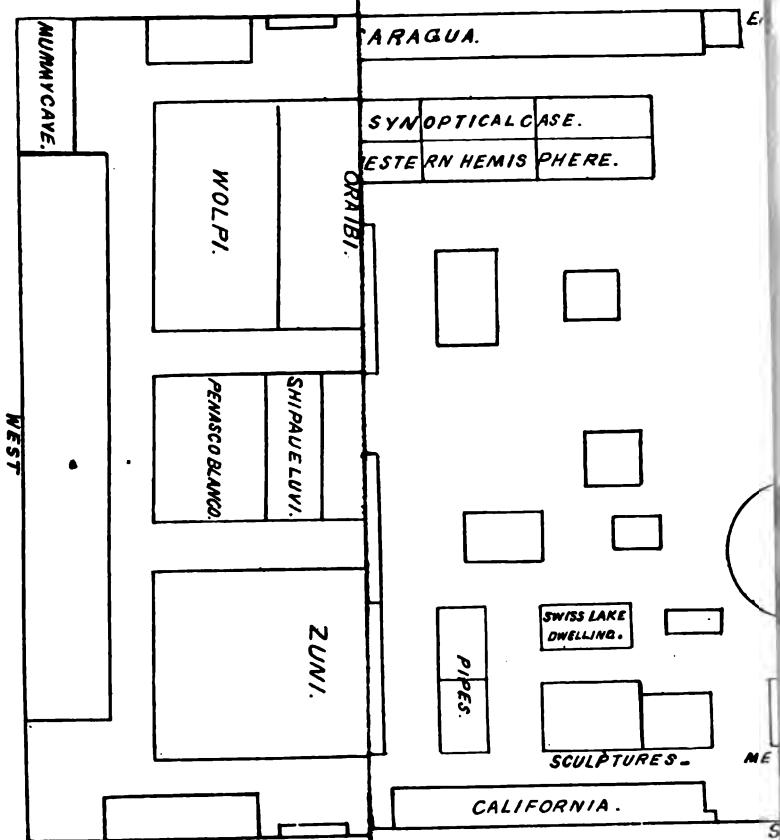 MUMMY CAVE.
ARAGUA.
SYNOPTICAL CASE.
ESTERN HEMISPHERE.
WOLPI.
ORAIBI.
WEST
PENASCO BLANCO.
SHIPAUELUVI.
ZUNI.
PIPES.
SWISS LAKE
DWELLING.
SCULPTURES.
ME
CALIFORNIA.